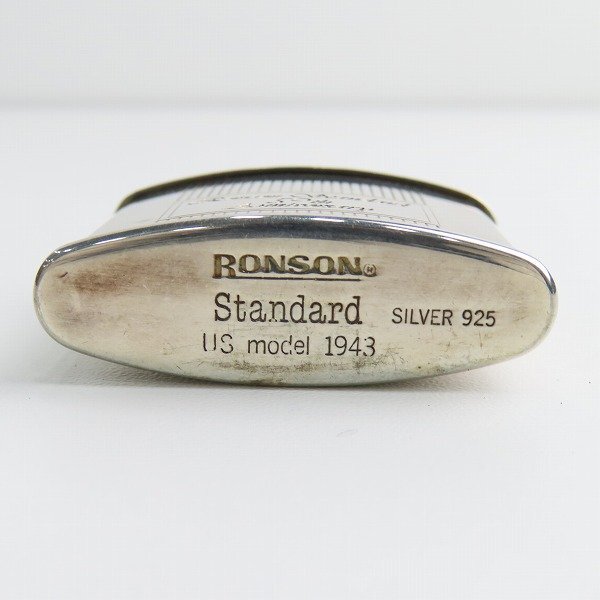 RONSON®
Standard SILVER 925
US model 1943